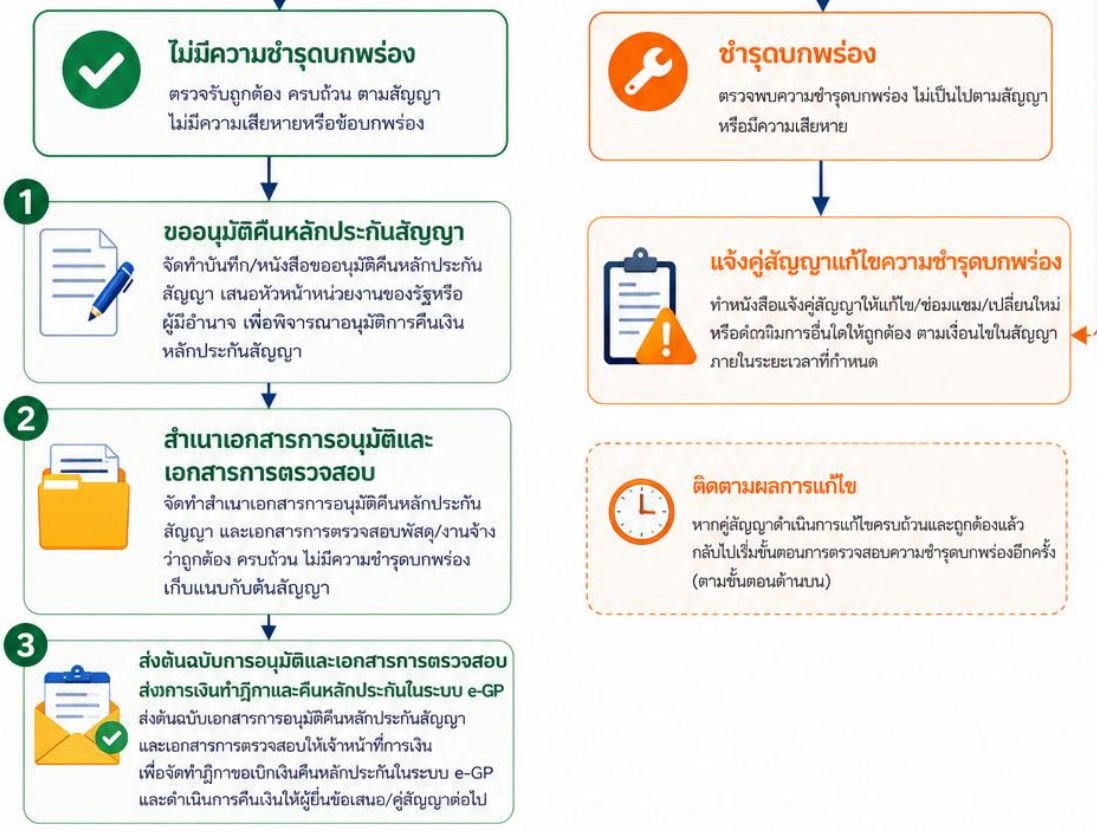 ไม่มีความชำรุดบกพร่อง
ตรวจรับถูกต้อง ครบถ้วน ตามสัญญา
ไม่มีความเสียหายหรือข้อบกพร่อง
1
ขออนุมัติคืนหลักประกันสัญญา
จัดทำบันทึก/หนังสือขออนุมัติคืนหลักประกัน
สัญญา เสนอหัวหน้าหน่วยงานของรัฐหรือ
ผู้มีอำนาจ เพื่อพิจารณาอนุมัติการคืนเงิน
หลักประกันสัญญา
2
สำเนาเอกสารการอนุมัติและ
เอกสารการตรวจสอบ
จัดทำสำเนาเอกสารการอนุมัติคืนหลักประกัน
สัญญา และเอกสารการตรวจสอบพัสดุ/งานจ้าง
ว่าถูกต้อง ครบถ้วน ไม่มีความชำรุดบกพร่อง
เก็บแนบกับต้นสัญญา
3
ส่งต้นฉบับการอนุมัติและเอกสารการตรวจสอบ
ส่งการเงินทำฎีกาและคืนหลักประกันในระบบ e-GP
ส่งต้นฉบับเอกสารการอนุมัติคืนหลักประกันสัญญา
และเอกสารการตรวจสอบให้เจ้าหน้าที่การเงิน
เพื่อจัดทำฎีกาขอเบิกเงินคืนหลักประกันในระบบ e-GP
และดำเนินการคืนเงินให้ผู้ยื่นข้อเสนอ/คู่สัญญาต่อไป
ชำรุดบกพร่อง
ตรวจพบความชำรุดบกพร่อง ไม่เป็นไปตามสัญญา
หรือมีความเสียหาย
แจ้งคู่สัญญาแก้ไขความชำรุดบกพร่อง
ทำหนังสือแจ้งคู่สัญญาให้แก้ไข/ซ่อมแซม/เปลี่ยนใหม่
การอื่นใดให้ถูกต้อง ตามเงื่อนไขในสัญญา
ภายในระยะเวลาที่กำหนด
ติดตามผลการแก้ไข
หากคู่สัญญาดำเนินการแก้ไขครบถ้วนและถูกต้องแล้ว
กลับไปเริ่มขั้นตอนการตรวจสอบความชำรุดบกพร่องอีกครั้ง
(ตามขั้นตอนด้านบน)